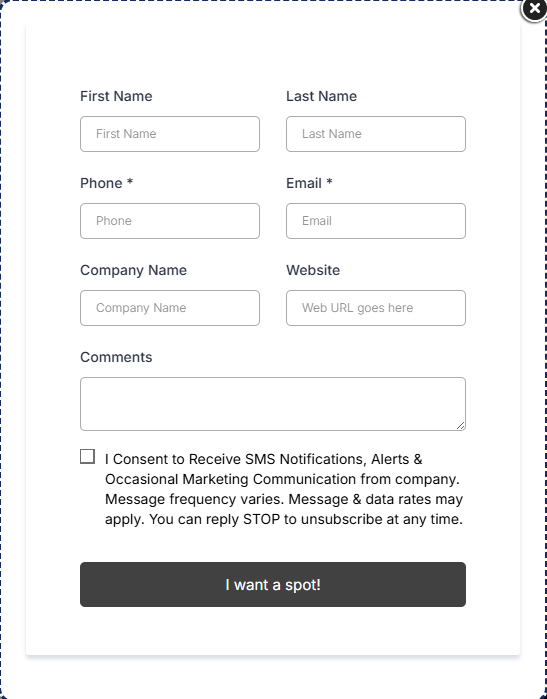 First Name
Last Name
First Name
Last Name
Phone *
Email *
Phone
Email
Company Name
Website
Company Name
Web URL goes here
Comments
I Consent to Receive SMS Notifications, Alerts &
Occasional Marketing Communication from company.
Message frequency varies. Message & data rates may
apply. You can reply STOP to unsubscribe at any time.
I want a spot!